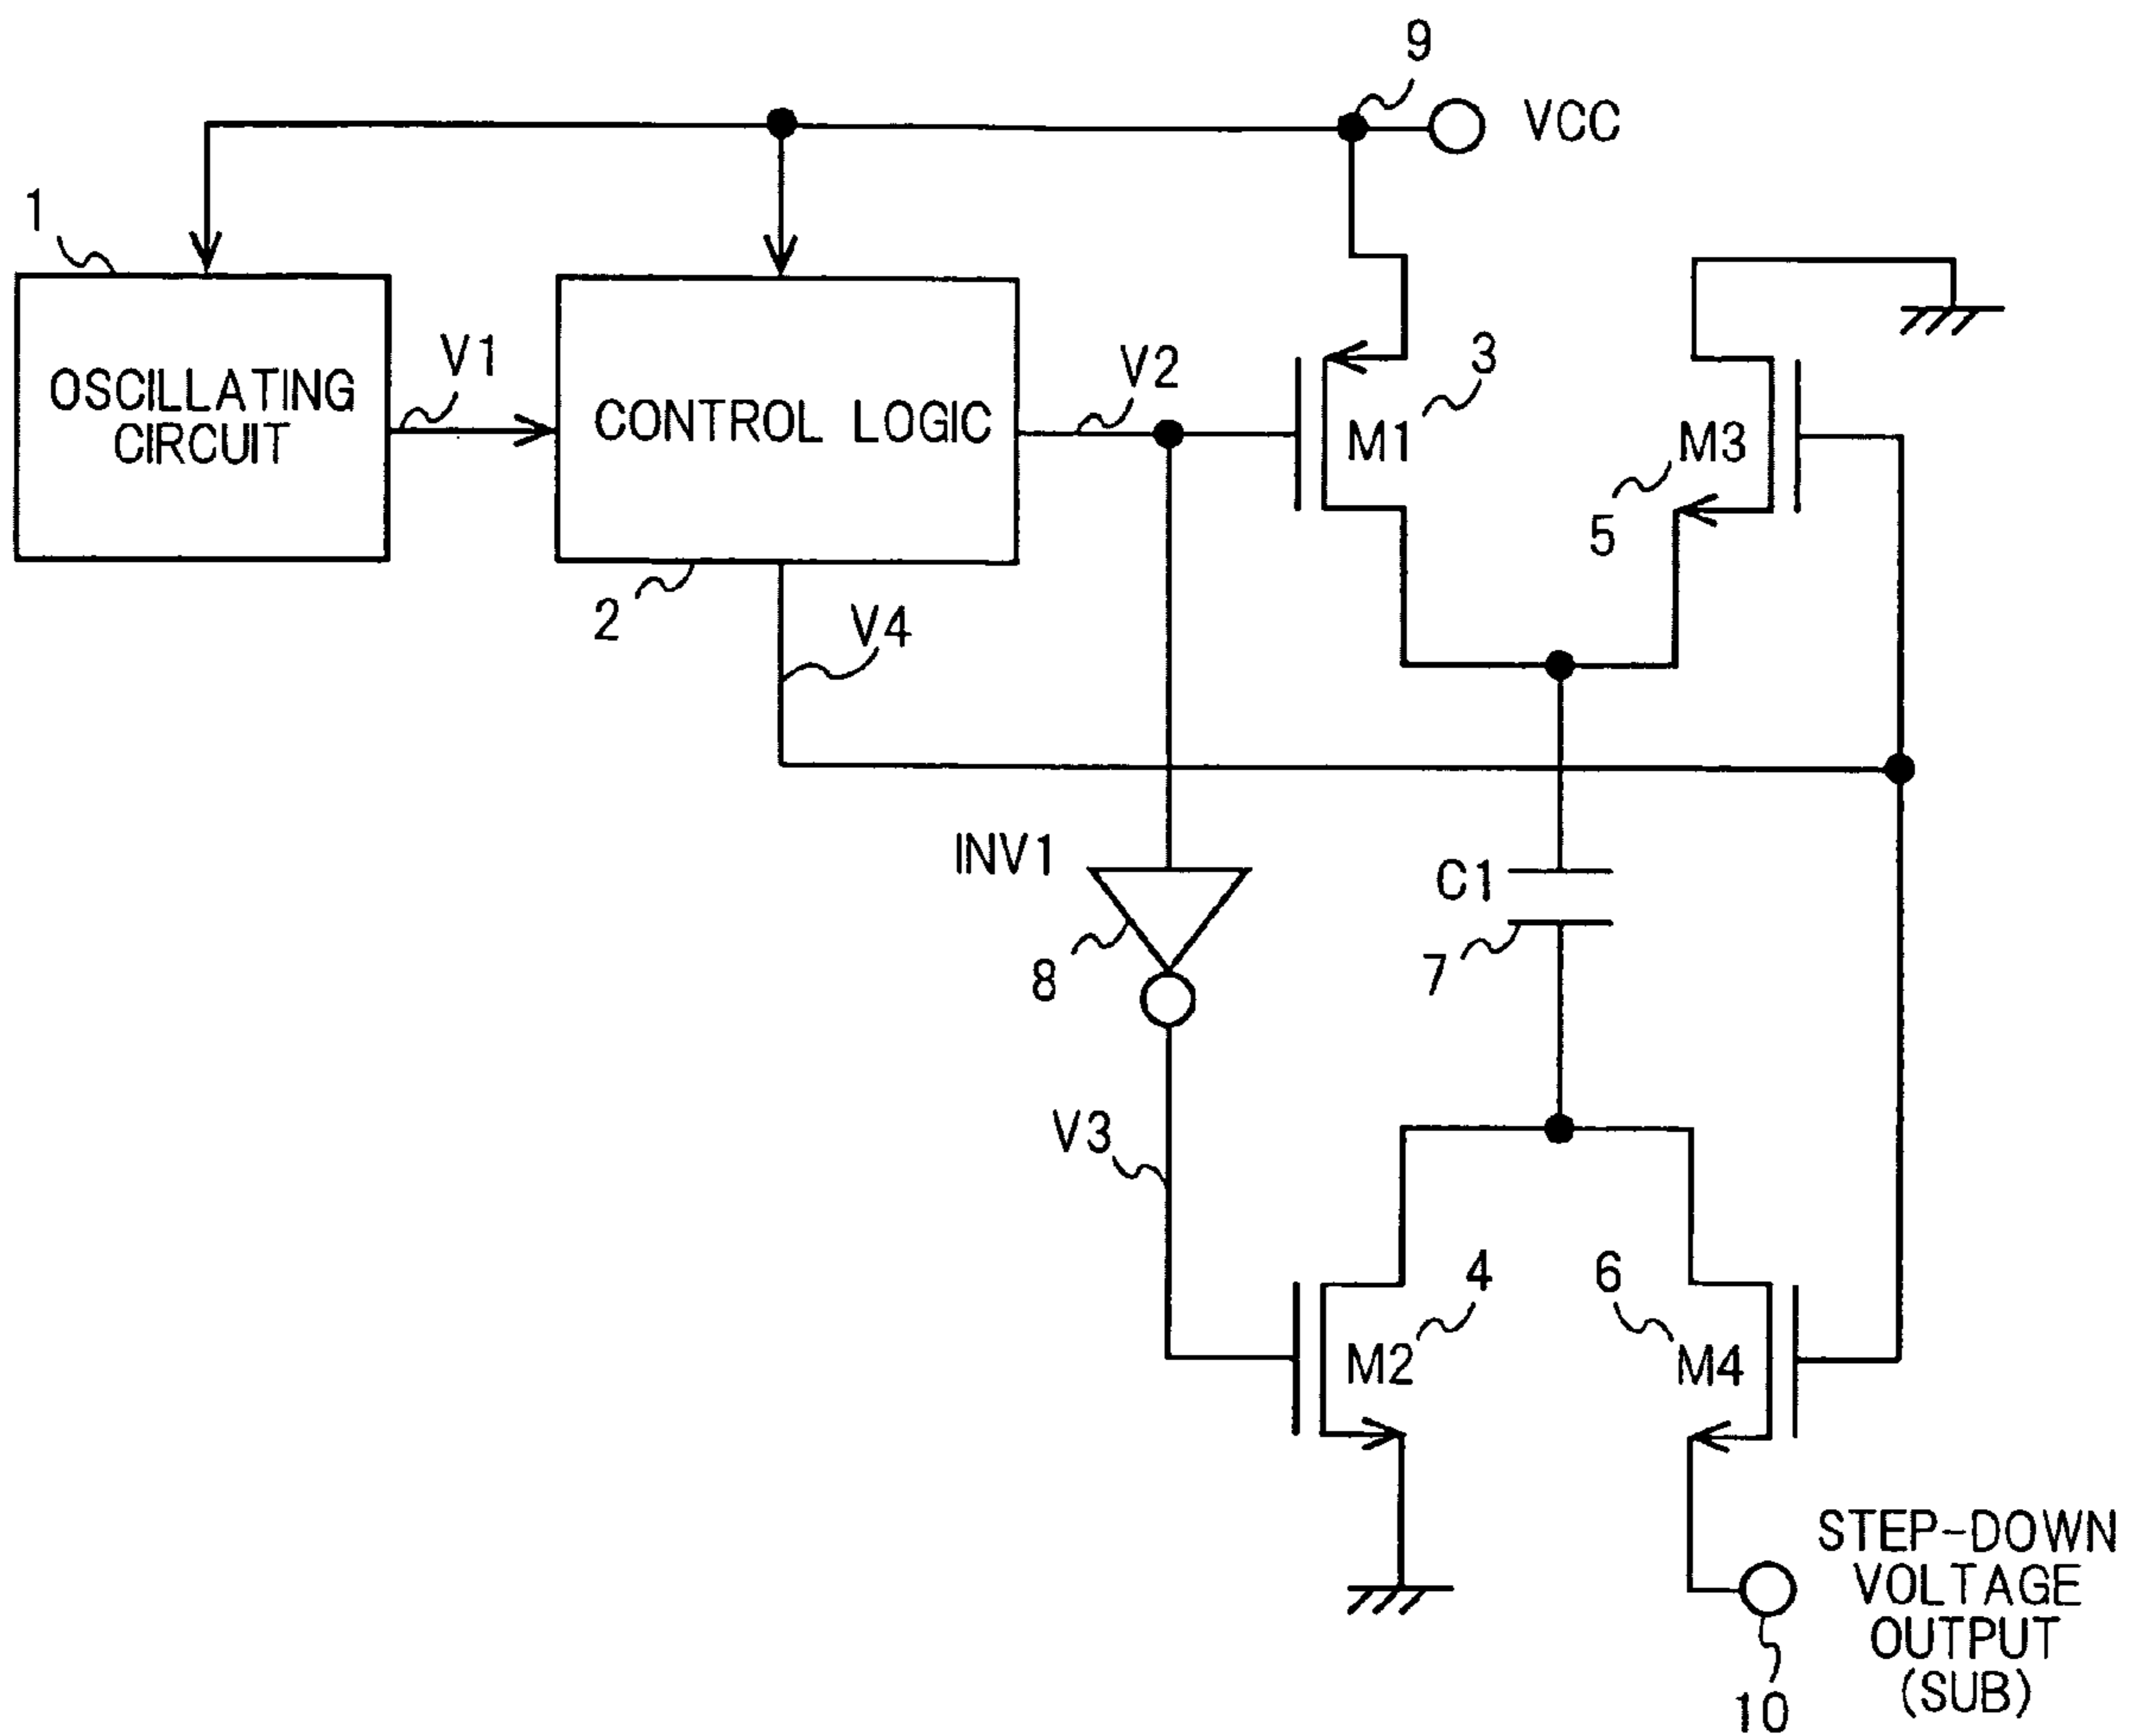 9
VCC
1
OSCILLATING
CIRCUIT
V1
CONTROL LOGIC
2
V2
M1
3
M3
5
V4
INV1
8
C1
7
V3
M2
4
6
M4
STEP-DOWN
VOLTAGE
OUTPUT
(SUB)
10